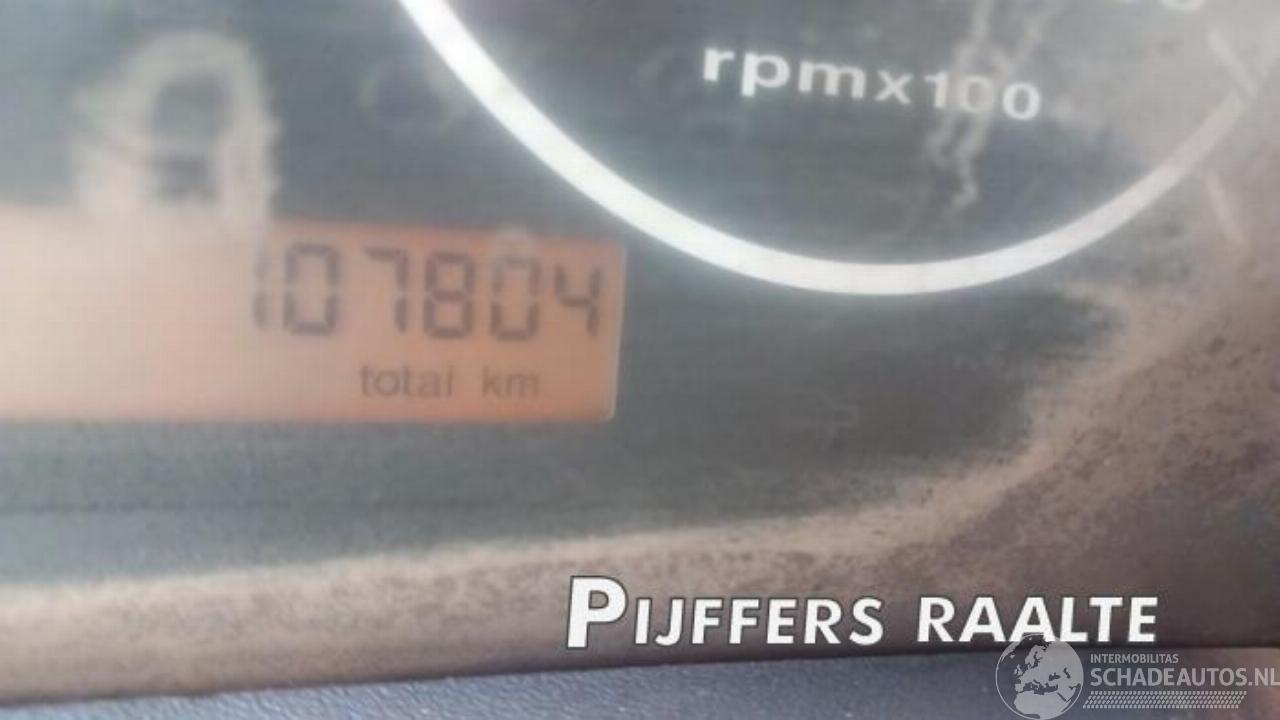 rpmx100
107804
total km
PIJFFERS RAALTE
INTERMOBILITAS
SCHADEAUTOS.NL